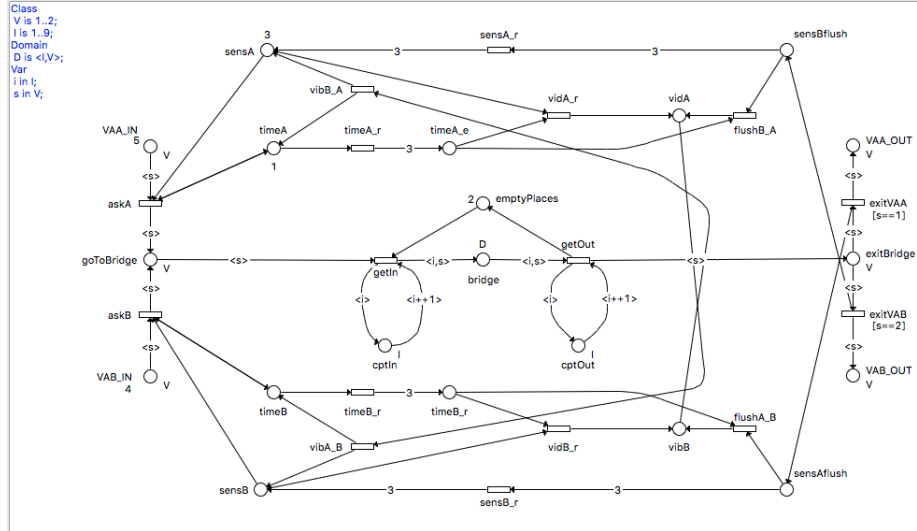 Class
V is 1..2;
I is 1..9;
Domain
D is <I,V>;
Var
i in I;
s in V;
sensA_r
3
sensA
3
3
sensBflush
vibB_A
vidA_r
vidA
flushB_A
VAA_IN
5
V
timeA
1
timeA_r
3
timeA_e
VAA_OUT
V
<s>
<s>
askA
exitVAA
[s==1]
2
emptyPlaces
<s>
<s>
goToBridge
V
<s>
getIn
<i,s>
D
bridge
<i,s>
getOut
<s>
exitBridge
V
<s>
<i>
<i++1>
<i>
<i++1>
<s>
askB
exitVAB
[s==2]
<s>
<s>
I
cptIn
I
cptOut
VAB_IN
4
V
VAB_OUT
V
timeB
timeB_r
3
timeB_r
flushA_B
vibA_B
vidB_r
vibB
sensB
3
sensB_r
3
sensAflush